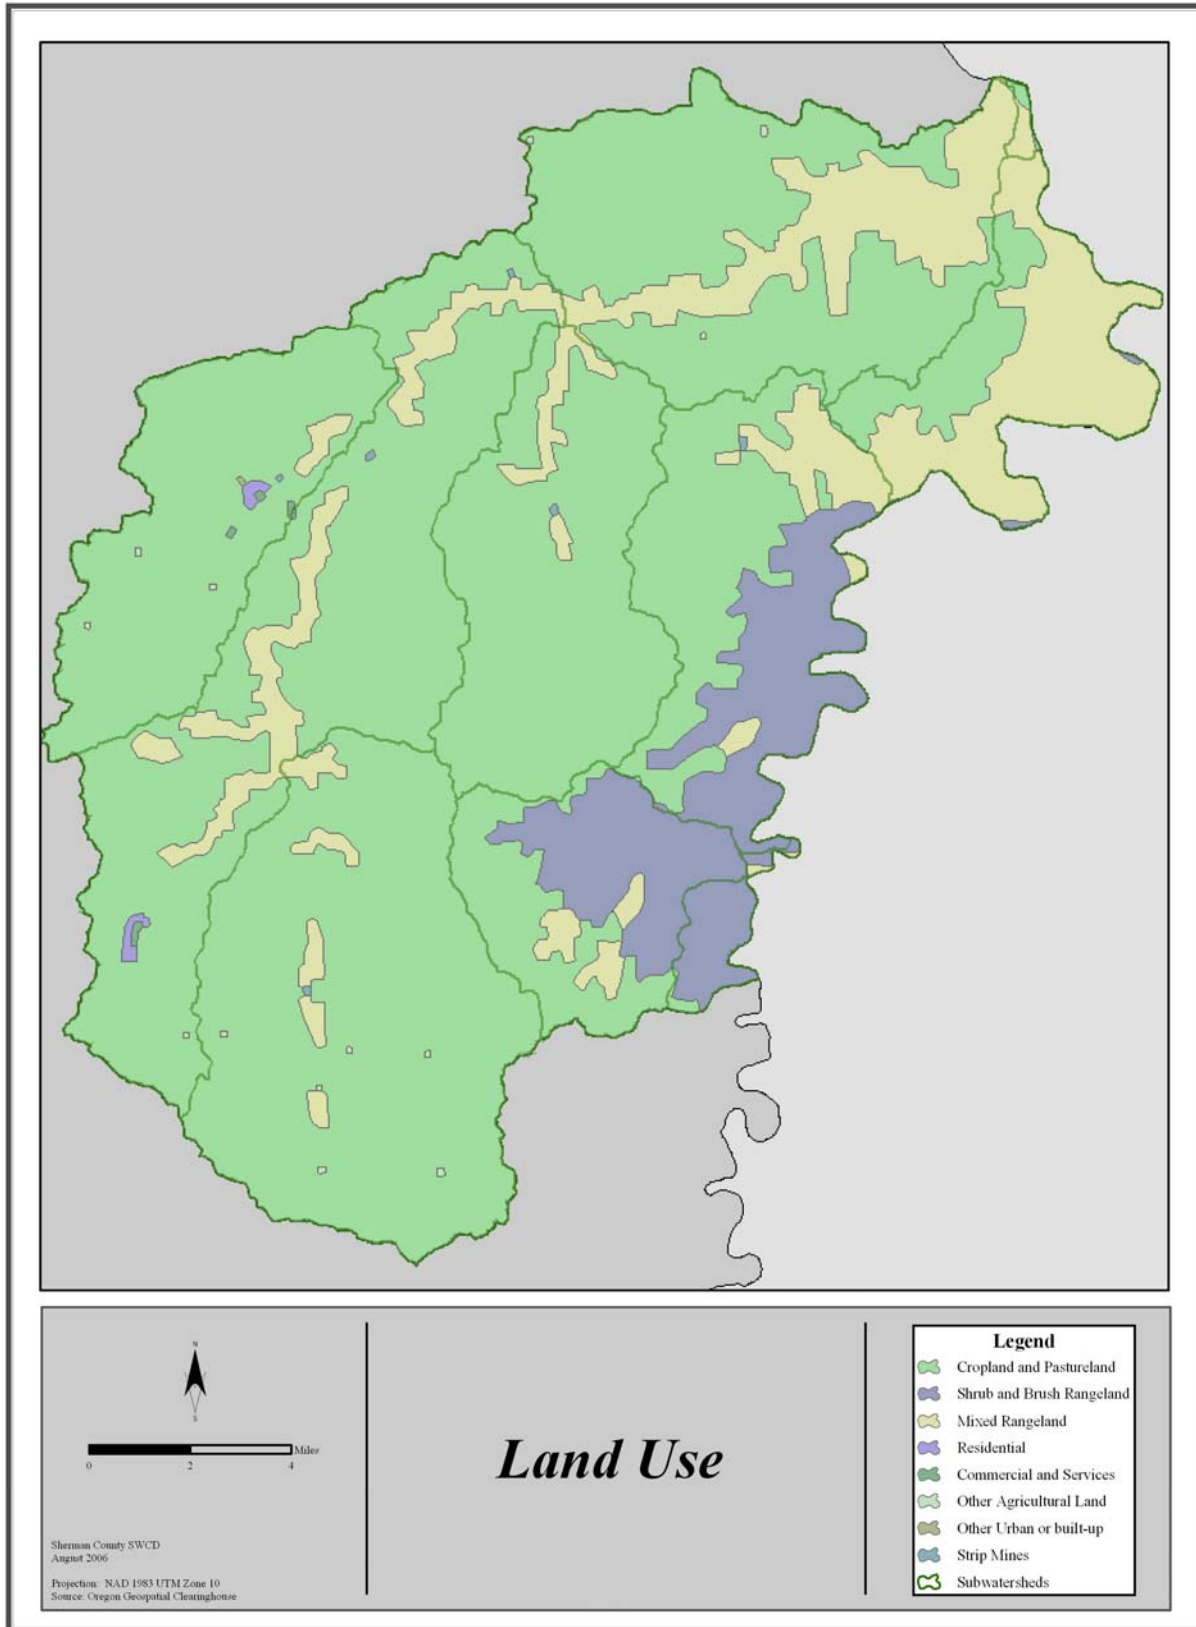 N
S
Miles
0 2 4
Sherman County SWCD
August 2006
Projection: NAD 1983 UTM Zone 10
Source: Oregon Geospatial Clearinghouse
Land Use
Legend
Cropland and Pastureland
Shrub and Brush Rangeland
Mixed Rangeland
Residential
Commercial and Services
Other Agricultural Land
Other Urban or built-up
Strip Mines
Subwatersheds